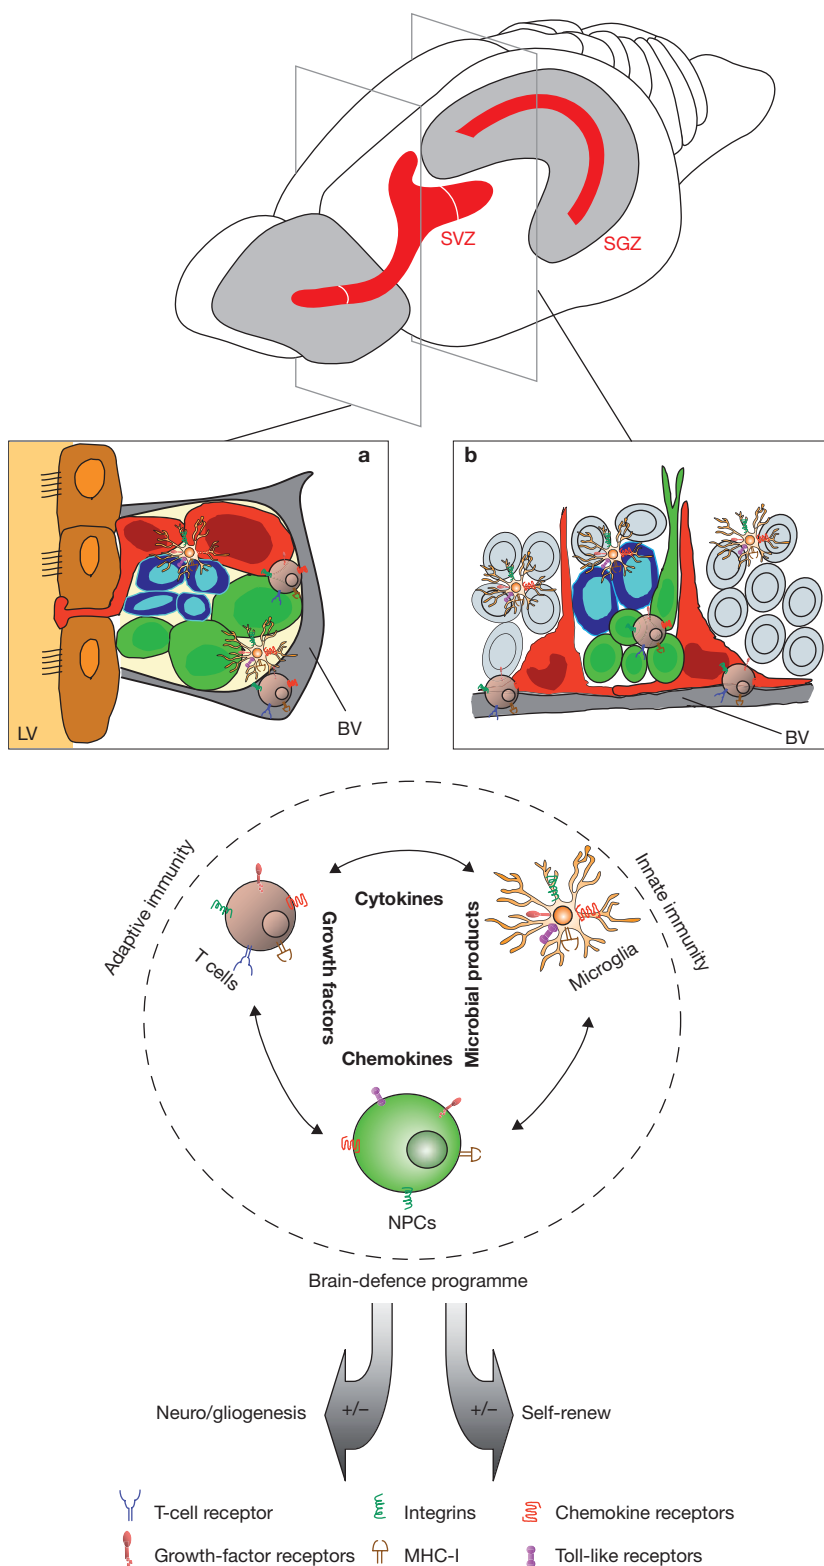 SVZ
SGZ
a
LV
BV
b
BV
Adaptive immunity
Innate immunity
T cells
Cytokines
Growth factors
Microbial products
Microglia
Chemokines
NPCs
Brain-defence programme
Neuro/gliogenesis
+/–
+/–
Self-renew
T-cell receptor
Integrins
Chemokine receptors
Growth-factor receptors
MHC-I
Toll-like receptors